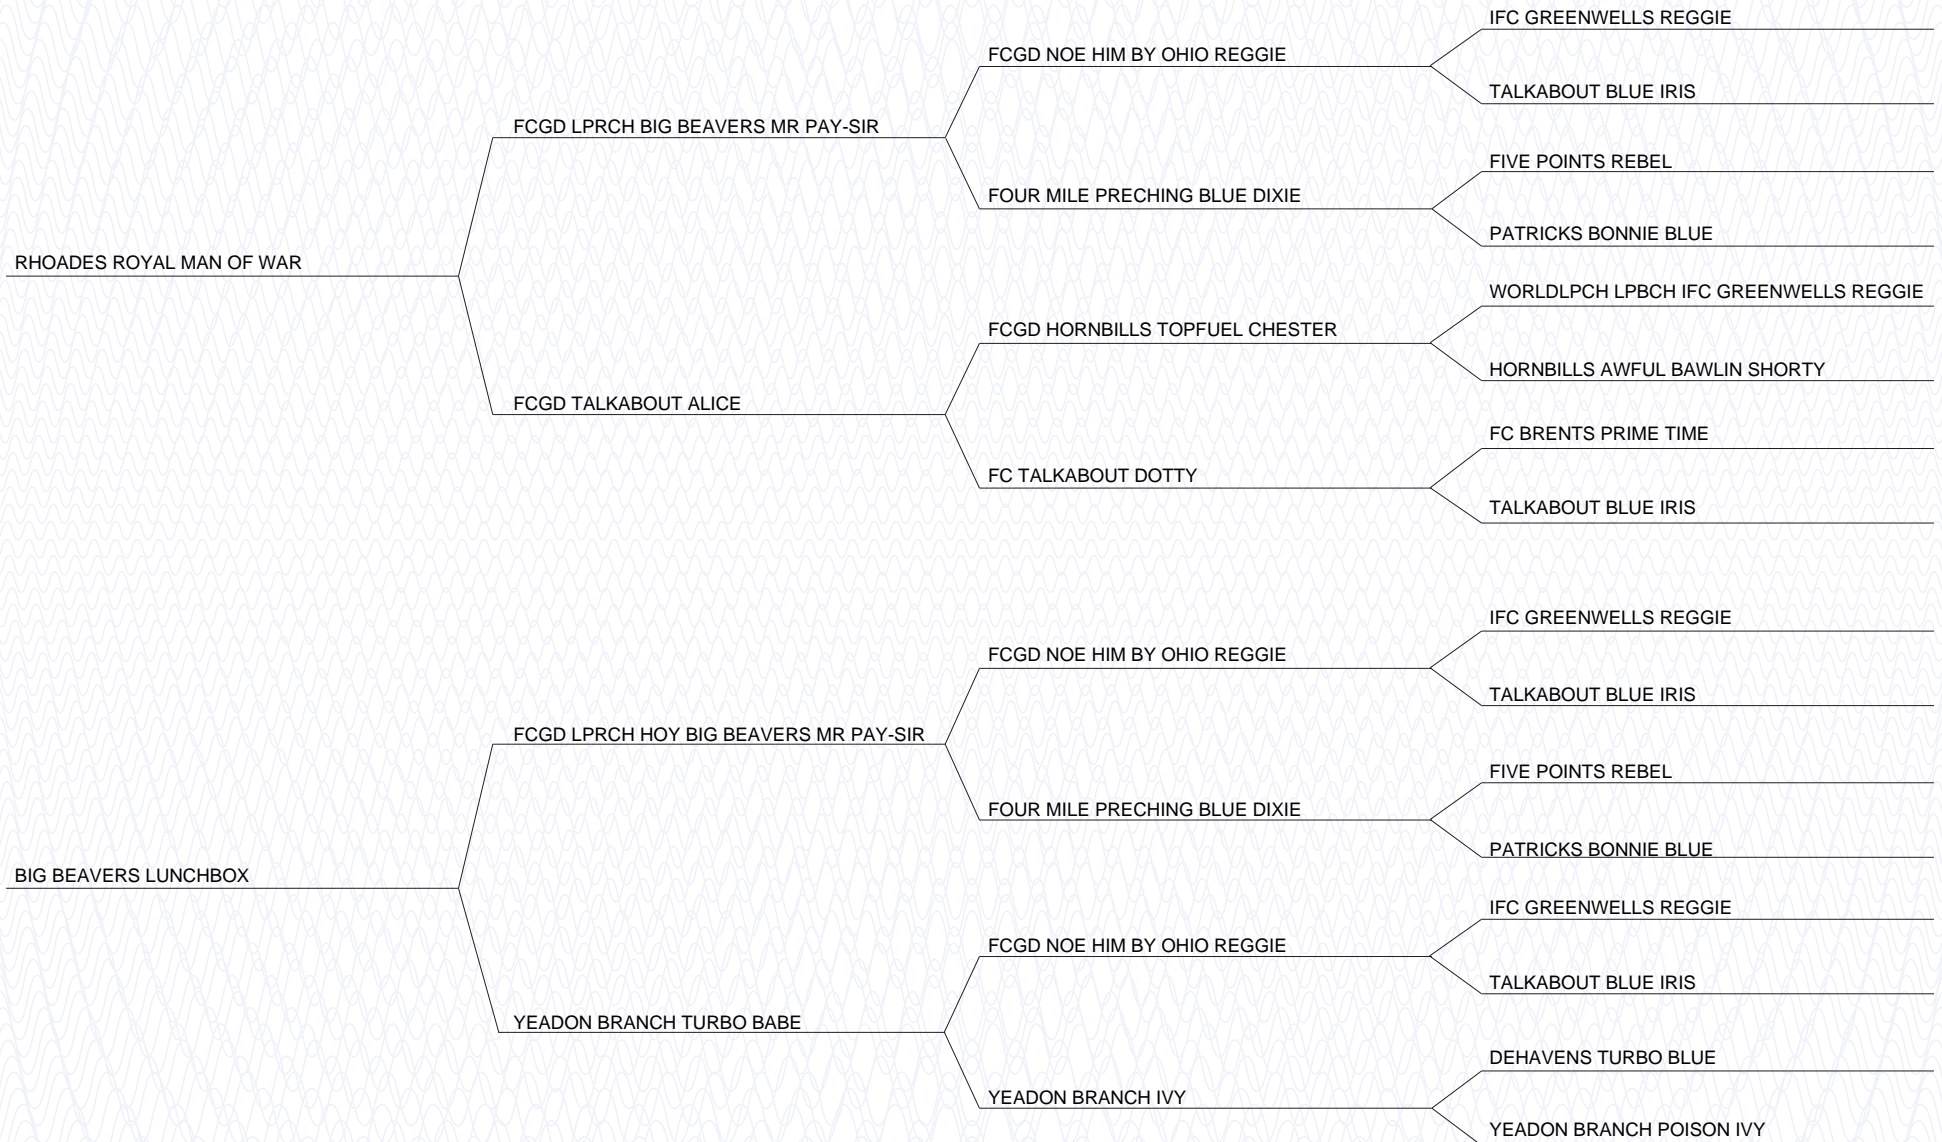 IFC GREENWELLS REGGIE
FCGD NOE HIM BY OHIO REGGIE
TALKABOUT BLUE IRIS
FCGD LPRCH BIG BEAVERS MR PAY-SIR
FIVE POINTS REBEL
FOUR MILE PRECHING BLUE DIXIE
PATRICKS BONNIE BLUE
RHOADES ROYAL MAN OF WAR
WORLDLPCH LPBCH IFC GREENWELLS REGGIE
FCGD HORNBILLS TOPFUEL CHESTER
HORNBILLS AWFUL BAWLIN SHORTY
FCGD TALKABOUT ALICE
FC BRENTS PRIME TIME
FC TALKABOUT DOTTY
TALKABOUT BLUE IRIS
IFC GREENWELLS REGGIE
FCGD NOE HIM BY OHIO REGGIE
TALKABOUT BLUE IRIS
FCGD LPRCH HOY BIG BEAVERS MR PAY-SIR
FIVE POINTS REBEL
FOUR MILE PRECHING BLUE DIXIE
PATRICKS BONNIE BLUE
BIG BEAVERS LUNCHBOX
IFC GREENWELLS REGGIE
FCGD NOE HIM BY OHIO REGGIE
TALKABOUT BLUE IRIS
YEADON BRANCH TURBO BABE
DEHAVENS TURBO BLUE
YEADON BRANCH IVY
YEADON BRANCH POISON IVY